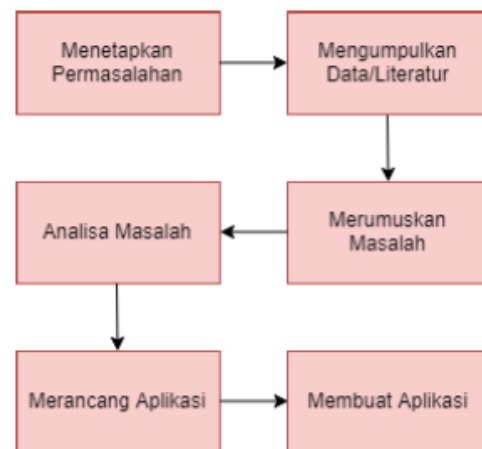 Menetapkan
Permasalahan
Mengumpulkan
Data/Literatur
Merumuskan
Masalah
Analisa Masalah
Merancang Aplikasi
Membuat Aplikasi